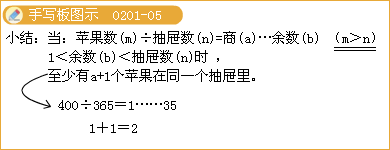 手写板图示 0201-05
小结：当：苹果数(m)÷抽屉数(n)=商(a)…余数(b) (m＞n)
1＜余数(b)＜抽屉数(n)时，
至少有a+1个苹果在同一个抽屉里。
400÷365＝1……35
1＋1＝2